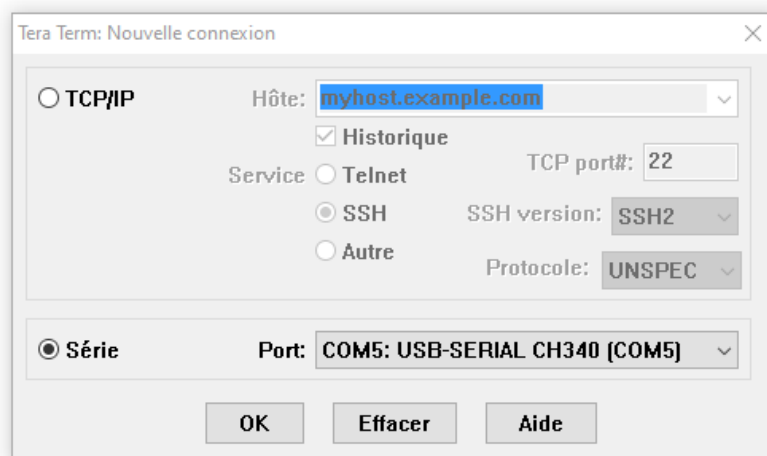 Tera Term: Nouvelle connexion
TCP/IP
Hôte: myhost.example.com
Historique
Service Telnet
TCP port#: 22
SSH
SSH version: SSH2
Autre
Protocole: UNSPEC
Série
Port: COM5: USB-SERIAL CH340 (COM5)
OK
Effacer
Aide